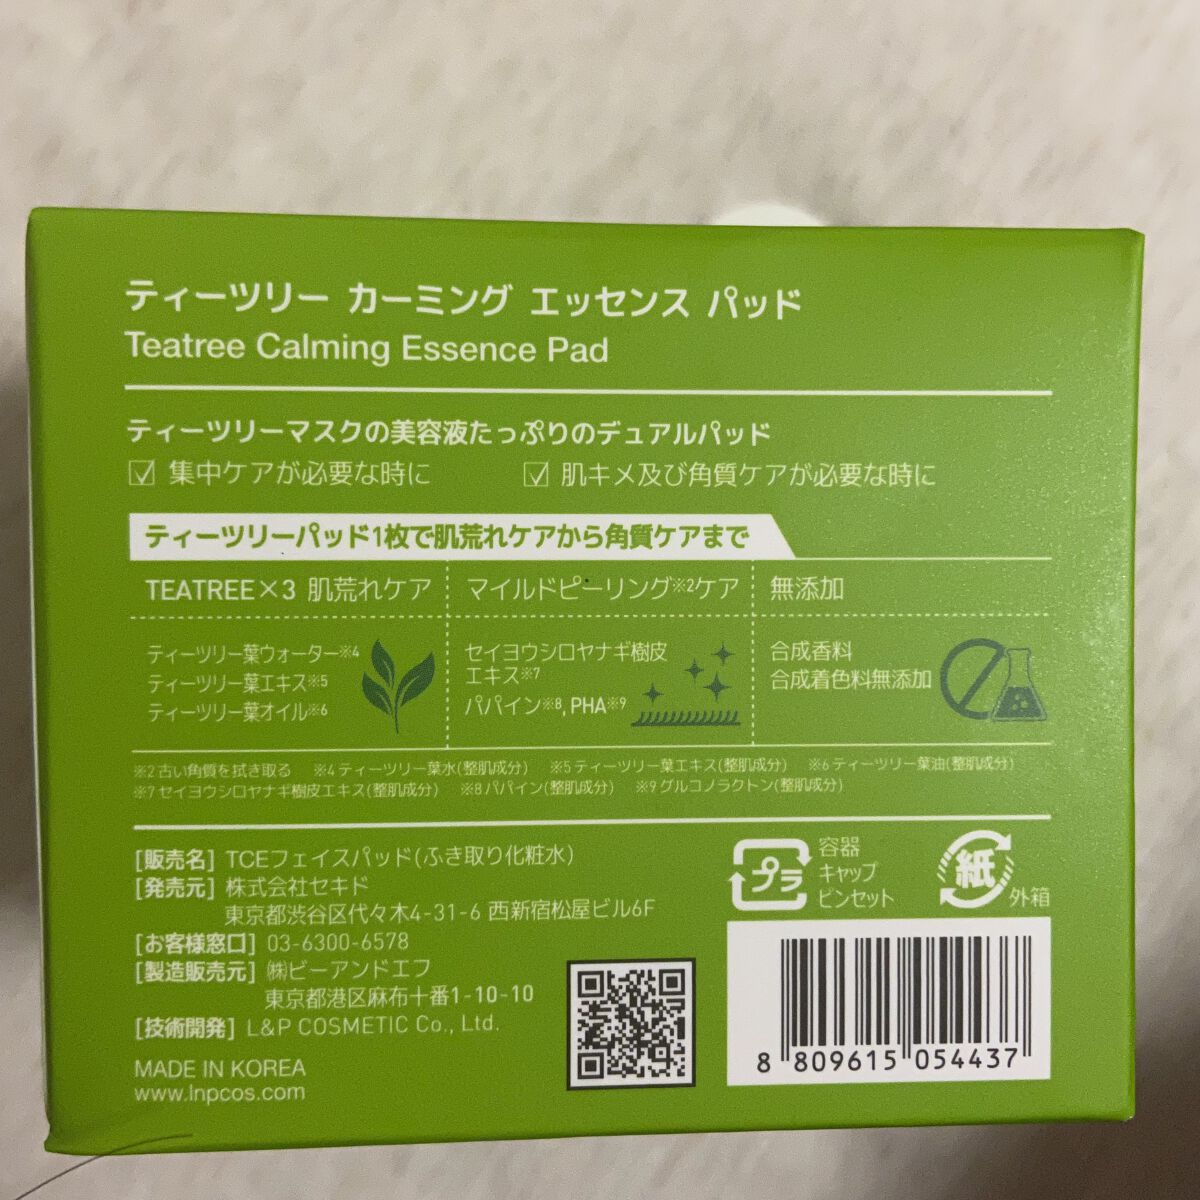 ティーツリー カーミング エッセンス パッド
Teatree Calming Essence Pad
ティーツリーマスクの美容液たっぷりのデュアルパッド
集中ケアが必要な時に
肌キメ及び角質ケアが必要な時に
ティーツリーパッド1枚で肌荒れケアから角質ケアまで
TEATREE×3 肌荒れケア
ティーツリー葉ウォーター※4
ティーツリー葉エキス※5
ティーツリー葉オイル※6
マイルドピーリング※2ケア
セイヨウシロヤナギ樹皮
エキス※7
パパイン※8, PHA※9
無添加
合成香料
合成着色料無添加
※2 古い角質を拭き取る ※4 ティーツリー葉水(整肌成分) ※5 ティーツリー葉エキス(整肌成分) ※6 ティーツリー葉油(整肌成分)
※7 セイヨウシロヤナギ樹皮エキス(整肌成分) ※8 パパイン(整肌成分) ※9 グルコノラクトン(整肌成分)
[販売名] TCEフェイスパッド(ふき取り化粧水)
[発売元] 株式会社セキド
東京都渋谷区代々木4-31-6 西新宿松屋ビル6F
[お客様窓口] 03-6300-6578
[製造販売元] ㈱ビーアンドエフ
東京都港区麻布十番1-10-10
[技術開発] L&P COSMETIC Co., Ltd.
MADE IN KOREA
www.lnpcos.com
プラ
容器
キャップ
ピンセット
紙
外箱
8 809615 054437